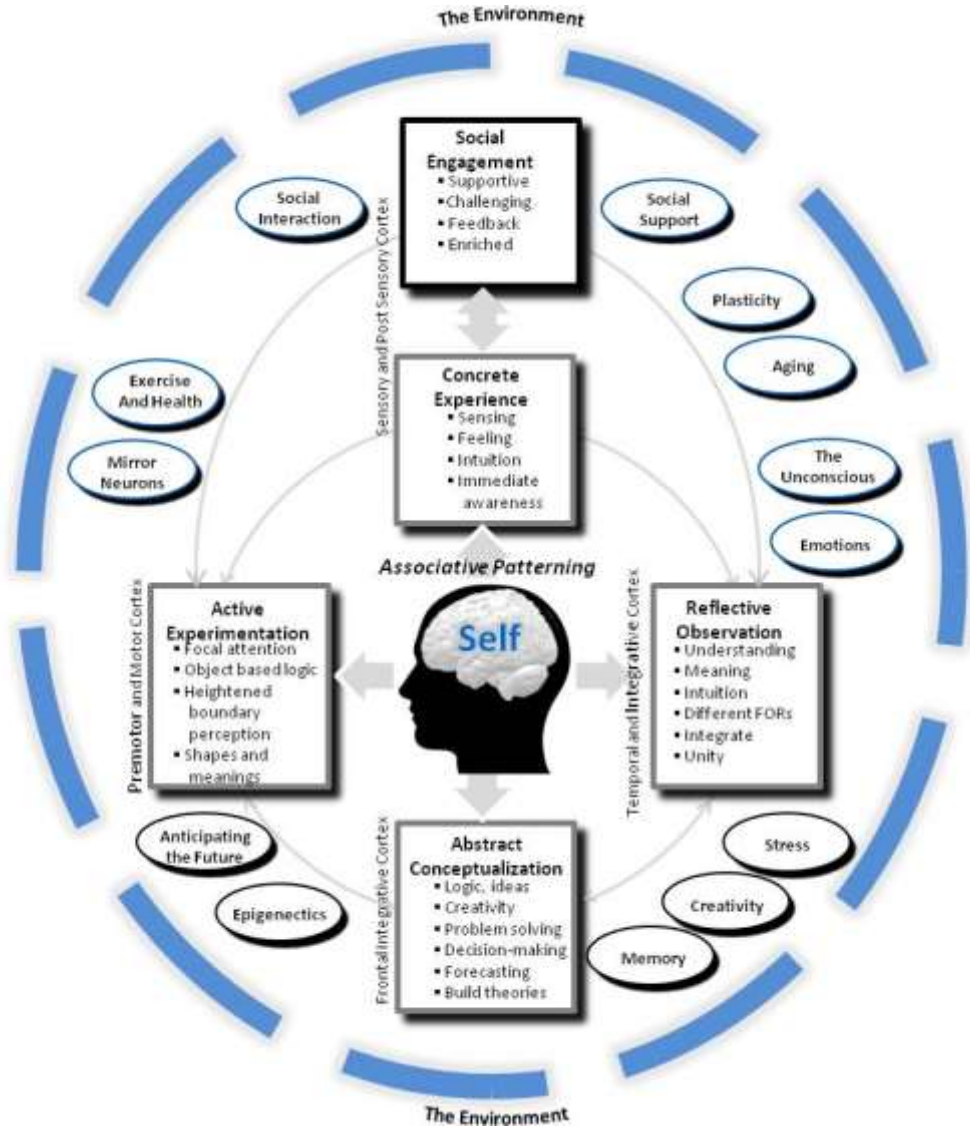 The Environment
Social
Engagement
▪ Supportive
▪ Challenging
▪ Feedback
▪ Enriched
Social
Interaction
Social
Support
Sensory and Post Sensory Cortex
Plasticity
Aging
Exercise
And Health
Mirror
Neurons
Concrete
Experience
▪ Sensing
▪ Feeling
▪ Intuition
▪ Immediate
awareness
The
Unconscious
Emotions
Associative Patterning
Self
Premotor and Motor Cortex
Active
Experimentation
▪ Focal attention
▪ Object based logic
▪ Heightened
boundary
perception
▪ Shapes and
meanings
Temporal and Integrative Cortex
Reflective
Observation
▪ Understanding
▪ Meaning
▪ Intuition
▪ Different FORs
▪ Integrate
▪ Unity
Anticipating
the Future
Epigenectics
Frontal Integrative Cortex
Abstract
Conceptualization
▪ Logic, ideas
▪ Creativity
▪ Problem solving
▪ Decision-making
▪ Forecasting
▪ Build theories
Stress
Creativity
Memory
The Environment